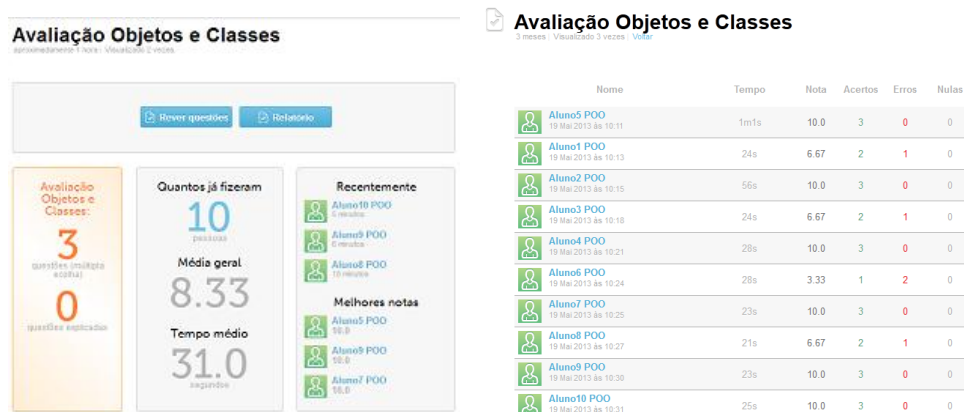 Avaliação Objetos e Classes
aproximadamente 1 hora | Visualizado 2 vezes
Rever questões
Relatório
Avaliação
Objetos e
Classes:
3
questões (múltipla
escolha)
0
questões explicadas
Quantos já fizeram
10
pessoas
Média geral
8.33
Tempo médio
31.0
segundos
Recentemente
Aluno10 POO
minutos
Aluno9 POO
6 minutos
Aluno8 POO
10 minutos
Melhores notas
Aluno5 POO
10.0
Aluno9 POO
10.0
Aluno7 POO
10.0
Avaliação Objetos e Classes
3 meses | Visualizado 3 vezes | Voltar
Nome Tempo Nota Acertos Erros Nulas
Aluno5 POO
19 Mai 2013 às 10:11
1m1s 10.0 3 0 0
Aluno1 POO
19 Mai 2013 às 10:13
24s 6.67 2 1 0
Aluno2 POO
19 Mai 2013 às 10:15
56s 10.0 3 0 0
Aluno3 POO
19 Mai 2013 às 10:18
24s 6.67 2 1 0
Aluno4 POO
19 Mai 2013 às 10:21
28s 10.0 3 0 0
Aluno6 POO
19 Mai 2013 às 10:24
28s 3.33 1 2 0
Aluno7 POO
19 Mai 2013 às 10:25
23s 10.0 3 0 0
Aluno8 POO
19 Mai 2013 às 10:27
21s 6.67 2 1 0
Aluno9 POO
19 Mai 2013 às 10:30
23s 10.0 3 0 0
Aluno10 POO
19 Mai 2013 às 10:31
25s 10.0 3 0 0